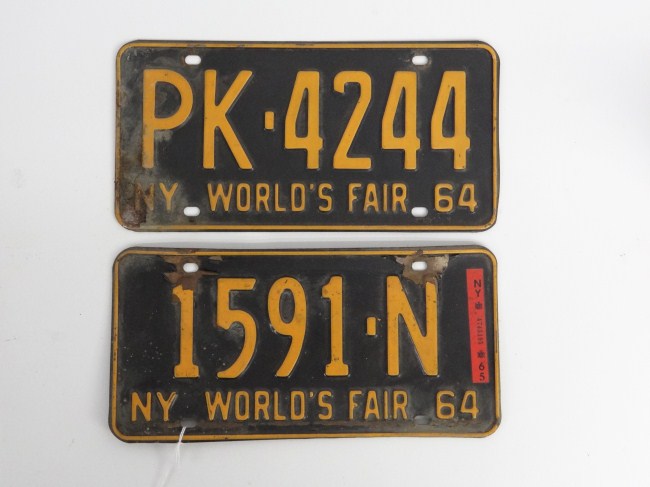 PK·4244
NY WORLD'S FAIR 64
1591·N
NY WORLD'S FAIR 64
NY
65